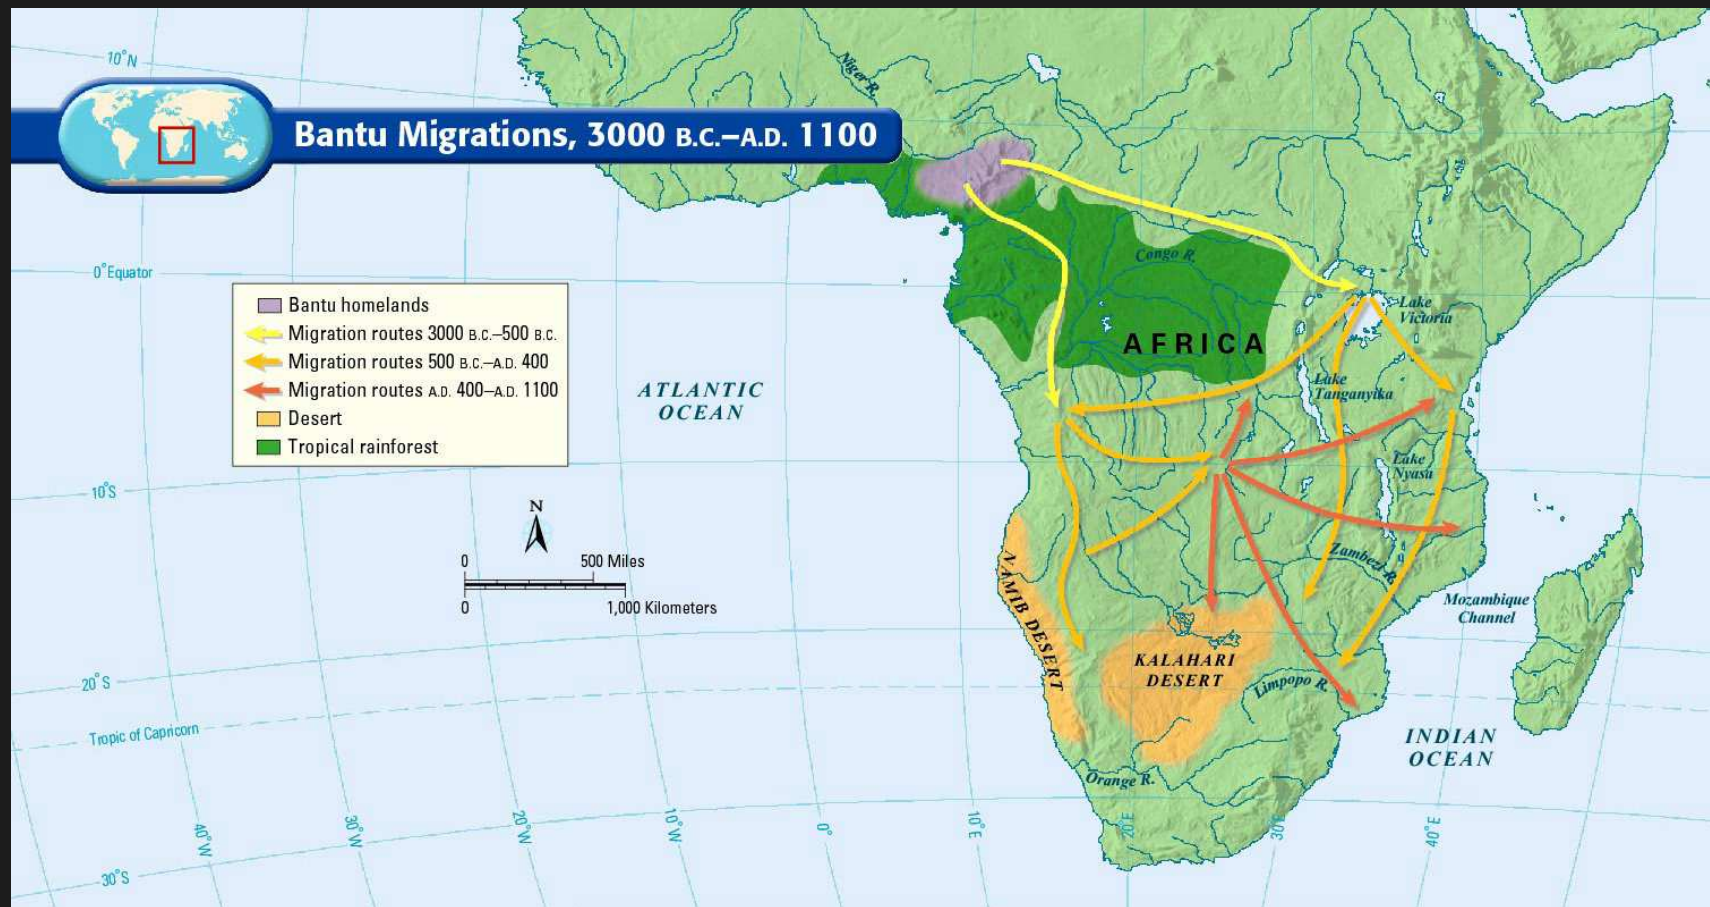 10°N
Niger R.
Bantu Migrations, 3000 B.C.–A.D. 1100
Congo R.
0° Equator
Bantu homelands
Migration routes 3000 B.C.–500 B.C.
Migration routes 500 B.C.–A.D. 400
Migration routes A.D. 400–A.D. 1100
Desert
Tropical rainforest
Lake
Victoria
AFRICA
ATLANTIC
OCEAN
Lake
Tanganyika
Lake
Nyasa
10°S
N
0 500 Miles
0 1,000 Kilometers
NAMIB DESERT
Zambezi R.
Mozambique
Channel
KALAHARI
DESERT
Limpopo R.
20°S
Tropic of Capricorn
INDIAN
OCEAN
Orange R.
40°W
30°W
20°W
10°W
0°
10°E
20°E
30°E
40°E
30°S